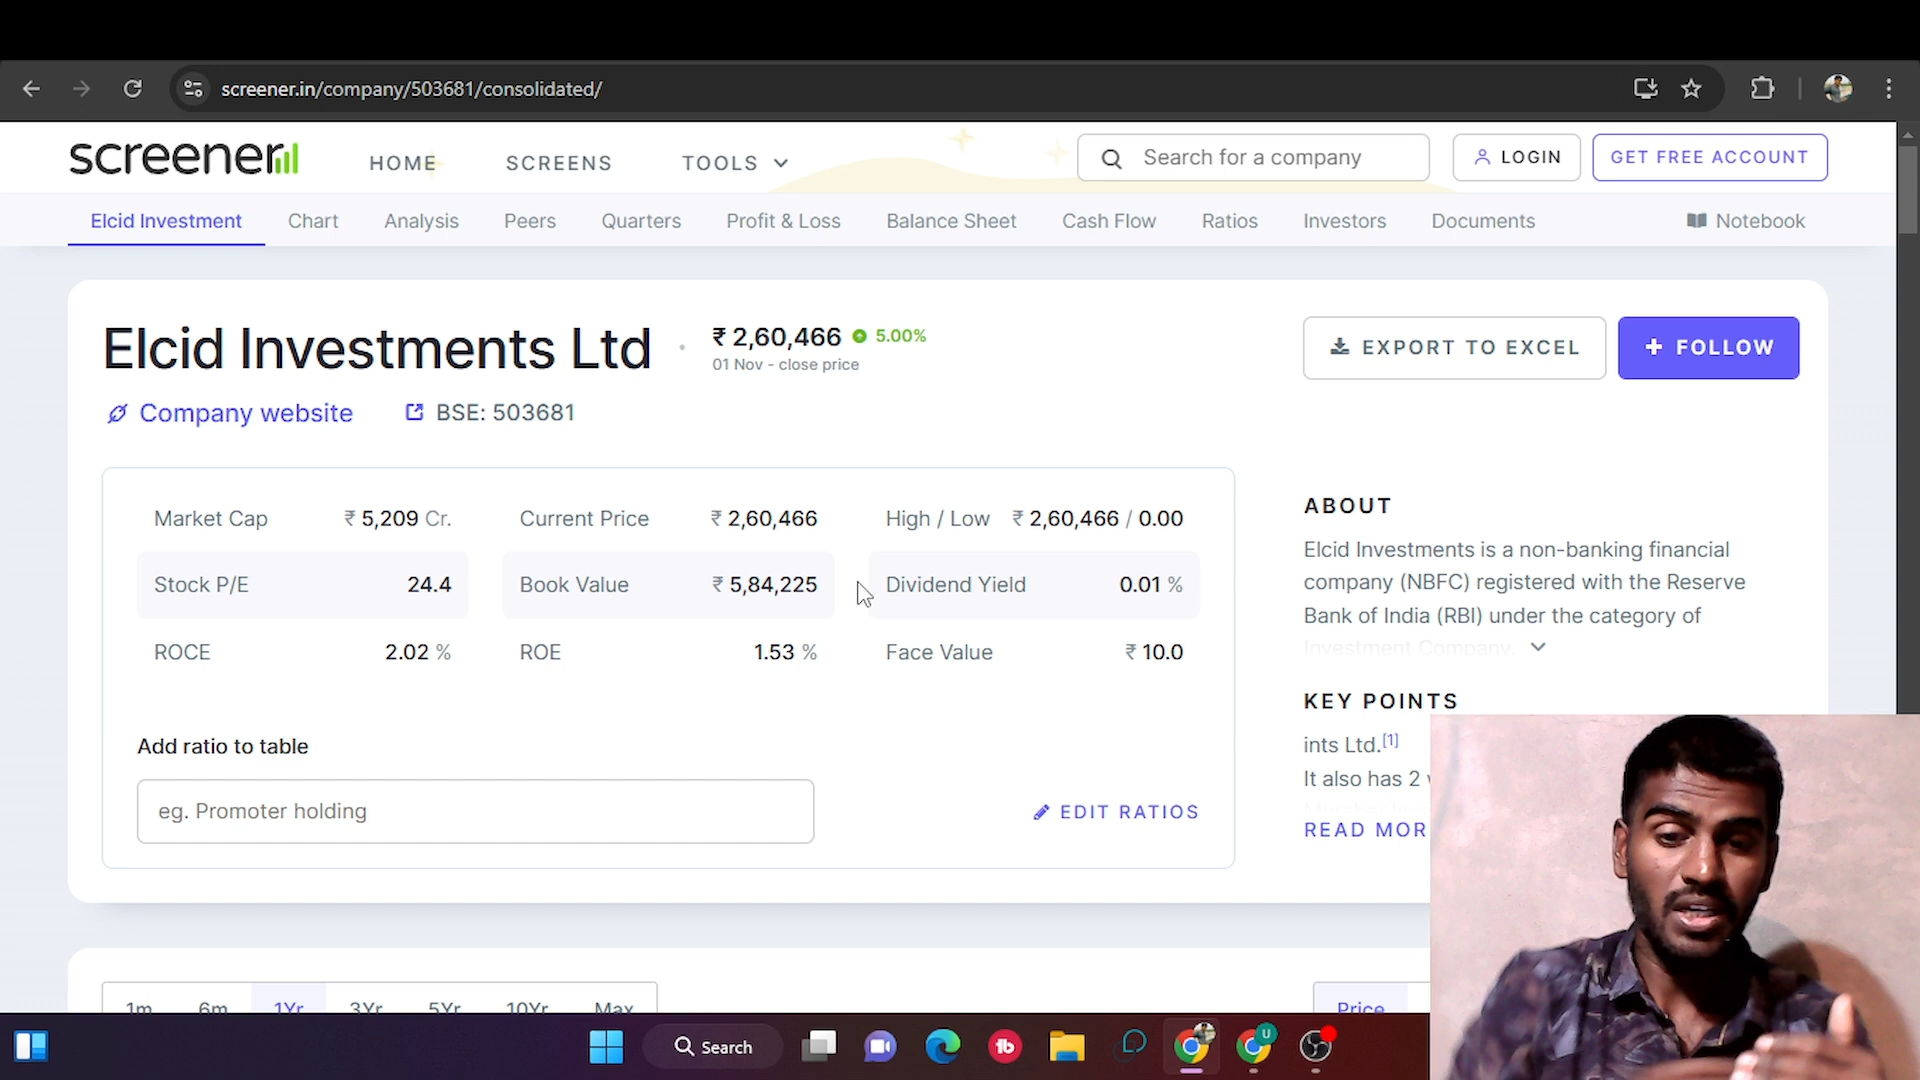 screener.in/company/503681/consolidated/
screener
HOME
SCREENS
TOOLS
Search for a company
LOGIN
GET FREE ACCOUNT
Elcid Investment
Chart
Analysis
Peers
Quarters
Profit & Loss
Balance Sheet
Cash Flow
Ratios
Investors
Documents
Notebook
Elcid Investments Ltd
₹ 2,60,466 5.00%
01 Nov - close price
EXPORT TO EXCEL
+ FOLLOW
Company website
BSE: 503681
Market Cap ₹ 5,209 Cr.
Current Price ₹ 2,60,466
High / Low ₹ 2,60,466 / 0.00
Stock P/E 24.4
Book Value ₹ 5,84,225
Dividend Yield 0.01 %
ROCE 2.02 %
ROE 1.53 %
Face Value ₹ 10.0
Add ratio to table
eg. Promoter holding
EDIT RATIOS
ABOUT
Elcid Investments is a non-banking financial
company (NBFC) registered with the Reserve
Bank of India (RBI) under the category of
Investment Company.
KEY POINTS
ints Ltd.[1]
It also has 2
READ MOR
1m
6m
1Yr
3Yr
5Yr
10Yr
Max
Price
Search
U